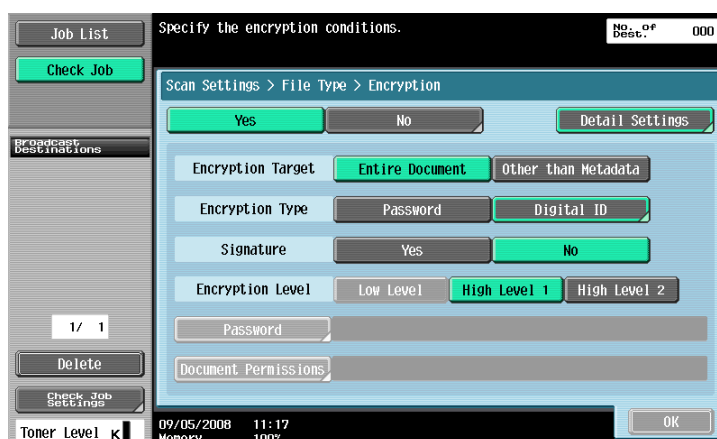 Job List
Specify the encryption conditions.
No. of
Dest.
000
Check Job
Scan Settings > File Type > Encryption
Yes
No
Detail Settings
Broadcast
Destinations
Encryption Target
Entire Document
Other than Metadata
Encryption Type
Password
Digital ID
Signature
Yes
No
Encryption Level
Low Level
High Level 1
High Level 2
1/ 1
Password
Delete
Document Permissions
Check Job
Settings
Toner Level K
09/05/2008 11:17
Memory 100%
OK